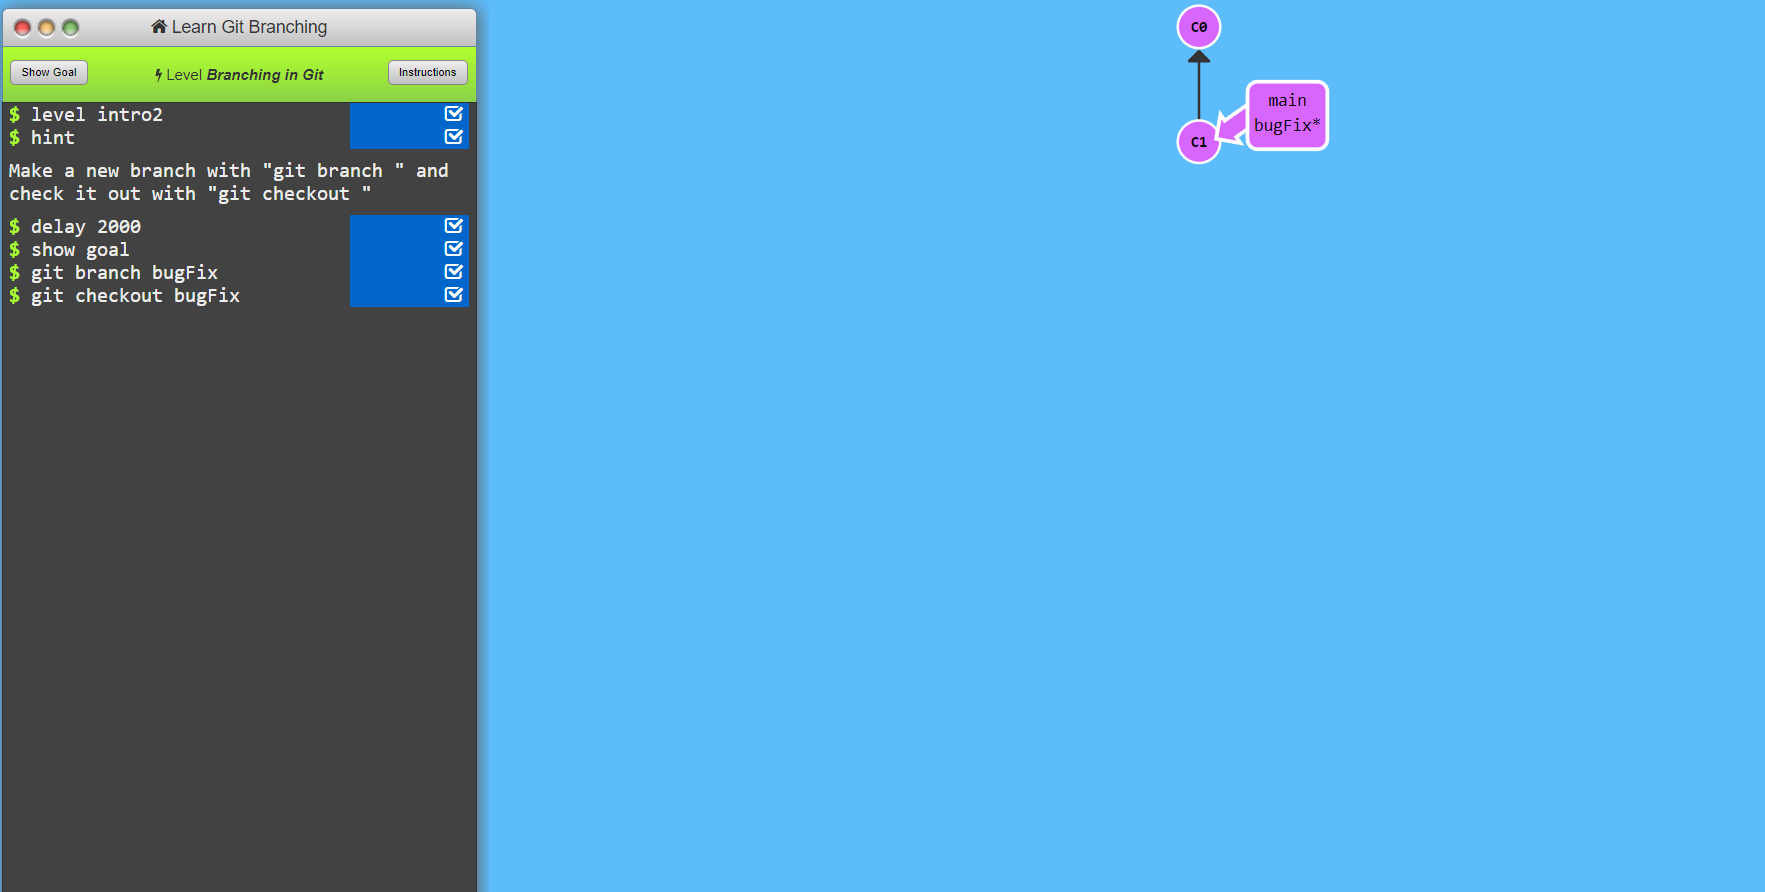 Learn Git Branching
Show Goal
Level Branching in Git
Instructions
$ level intro2
$ hint
Make a new branch with "git branch " and
check it out with "git checkout "
$ delay 2000
$ show goal
$ git branch bugFix
$ git checkout bugFix
C0
main
bugFix*
C1